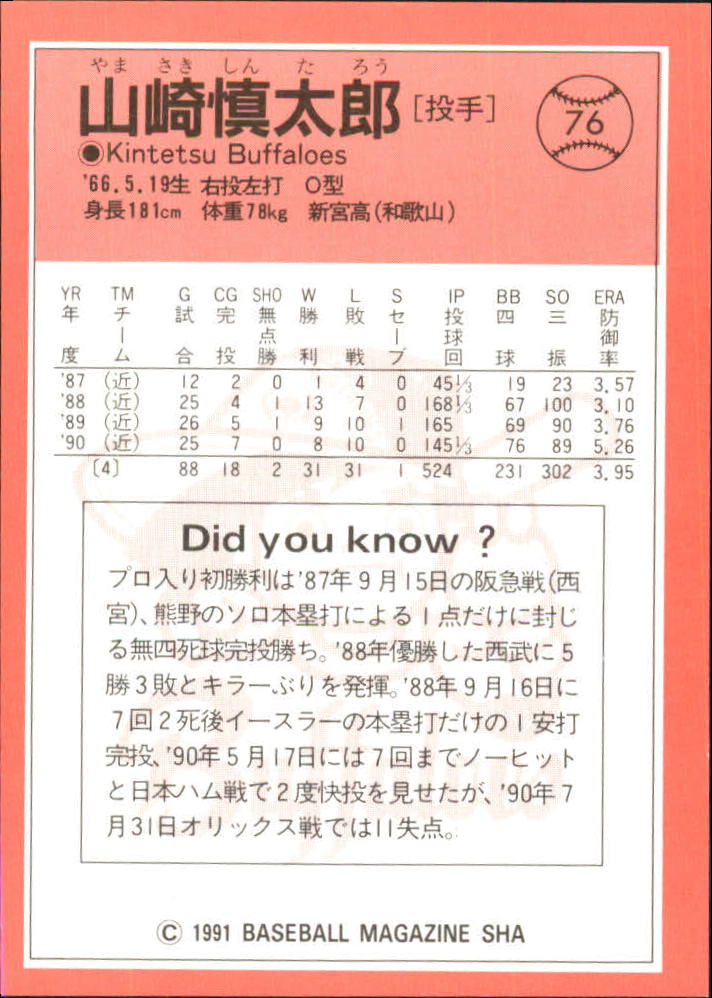 やまさきしんたろう
山崎慎太郎[投手]
76
◉Kintetsu Buffaloes
'66.5.19生 右投左打 O型
身長181cm 体重78kg 新宮高(和歌山)
YR TM G CG SHO W L S IP BB SO ERA
年度 チーム 試合 完投 無点勝 勝利 敗戦 セーブ 投球回 四球 三振 防御率
'87 (近) 12 2 0 1 4 0 45⅓ 19 23 3.57
'88 (近) 25 4 1 13 7 0 168⅓ 67 100 3.10
'89 (近) 26 5 1 9 10 1 165 69 90 3.76
'90 (近) 25 7 0 8 10 0 145⅓ 76 89 5.26
[4] 88 18 2 31 31 1 524 231 302 3.95
Did you know ?
プロ入り初勝利は'87年9月15日の阪急戦(西
宮)、熊野のソロ本塁打による1点だけに封じ
る無四死球完投勝ち。'88年優勝した西武に5
勝3敗とキラーぶりを発揮。'88年9月16日に
7回2死後イースラーの本塁打だけの1安打
完投、'90年5月17日には7回までノーヒット
と日本ハム戦で2度快投を見せたが、'90年7
月31日オリックス戦では11失点。
© 1991 BASEBALL MAGAZINE SHA